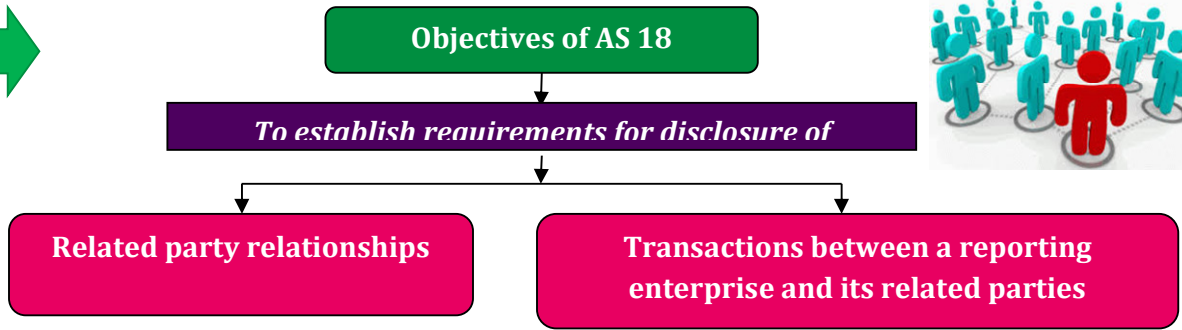 Objectives of AS 18
To establish requirements for disclosure of
Related party relationships
Transactions between a reporting
enterprise and its related parties